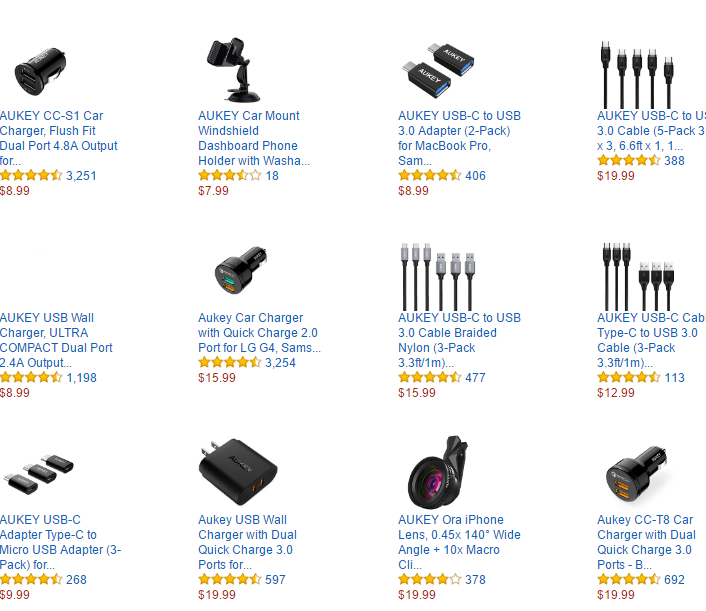 AUKEY CC-S1 Car
Charger, Flush Fit
Dual Port 4.8A Output
for...
3,251
$8.99
AUKEY Car Mount
Windshield
Dashboard Phone
Holder with Washa...
18
$7.99
AUKEY
AUKEY
AUKEY USB-C to USB
3.0 Adapter (2-Pack)
for MacBook Pro,
Sam...
406
$8.99
AUKEY USB-C to US
3.0 Cable (5-Pack 3
x 3, 6.6ft x 1, 1...
388
$19.99
AUKEY USB Wall
Charger, ULTRA
COMPACT Dual Port
2.4A Output...
1,198
$8.99
Aukey Car Charger
with Quick Charge 2.0
Port for LG G4, Sams...
3,254
$15.99
AUKEY USB-C to USB
3.0 Cable Braided
Nylon (3-Pack
3.3ft/1m)...
477
$15.99
AUKEY USB-C Cabl
Type-C to USB 3.0
Cable (3-Pack
3.3ft/1m)...
113
$12.99
AUKEY USB-C
Adapter Type-C to
Micro USB Adapter (3-
Pack) for...
268
$9.99
AUKEY
Aukey USB Wall
Charger with Dual
Quick Charge 3.0
Ports for...
597
$19.99
AUKEY Ora iPhone
Lens, 0.45x 140° Wide
Angle + 10x Macro
Cli...
378
$19.99
Aukey CC-T8 Car
Charger with Dual
Quick Charge 3.0
Ports - B...
692
$19.99